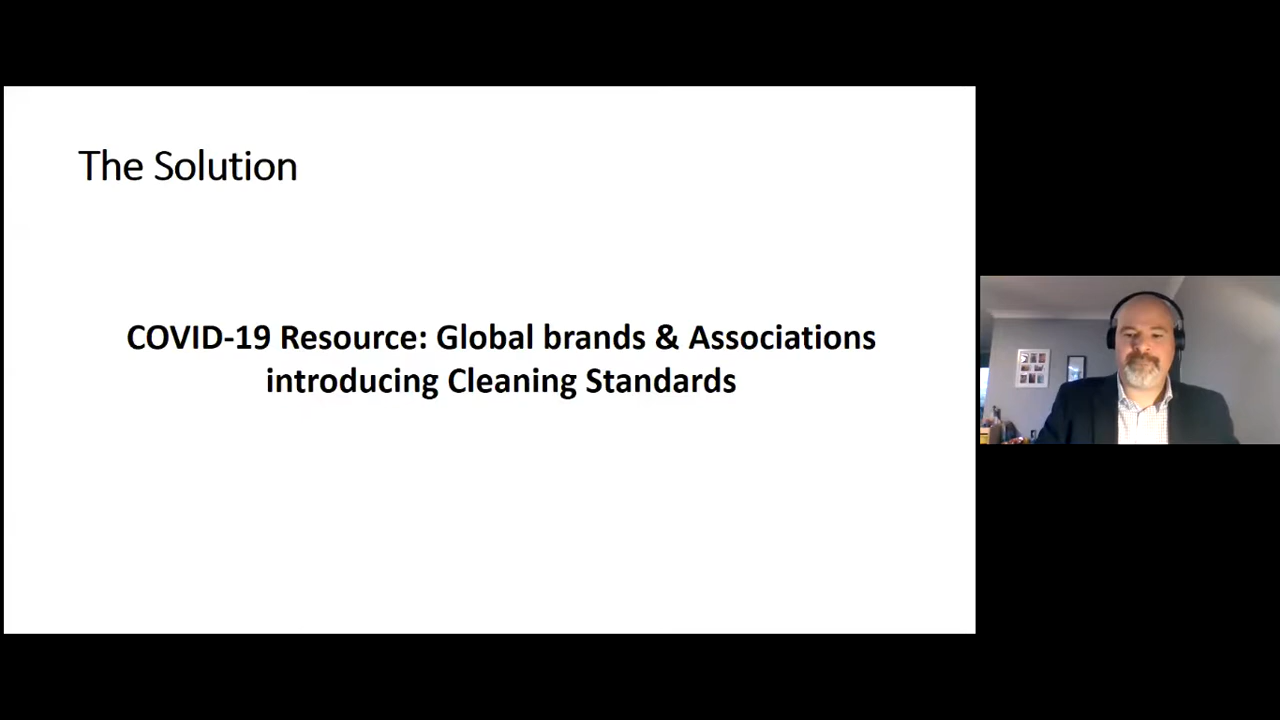 The Solution
COVID-19 Resource: Global brands & Associations
introducing Cleaning Standards